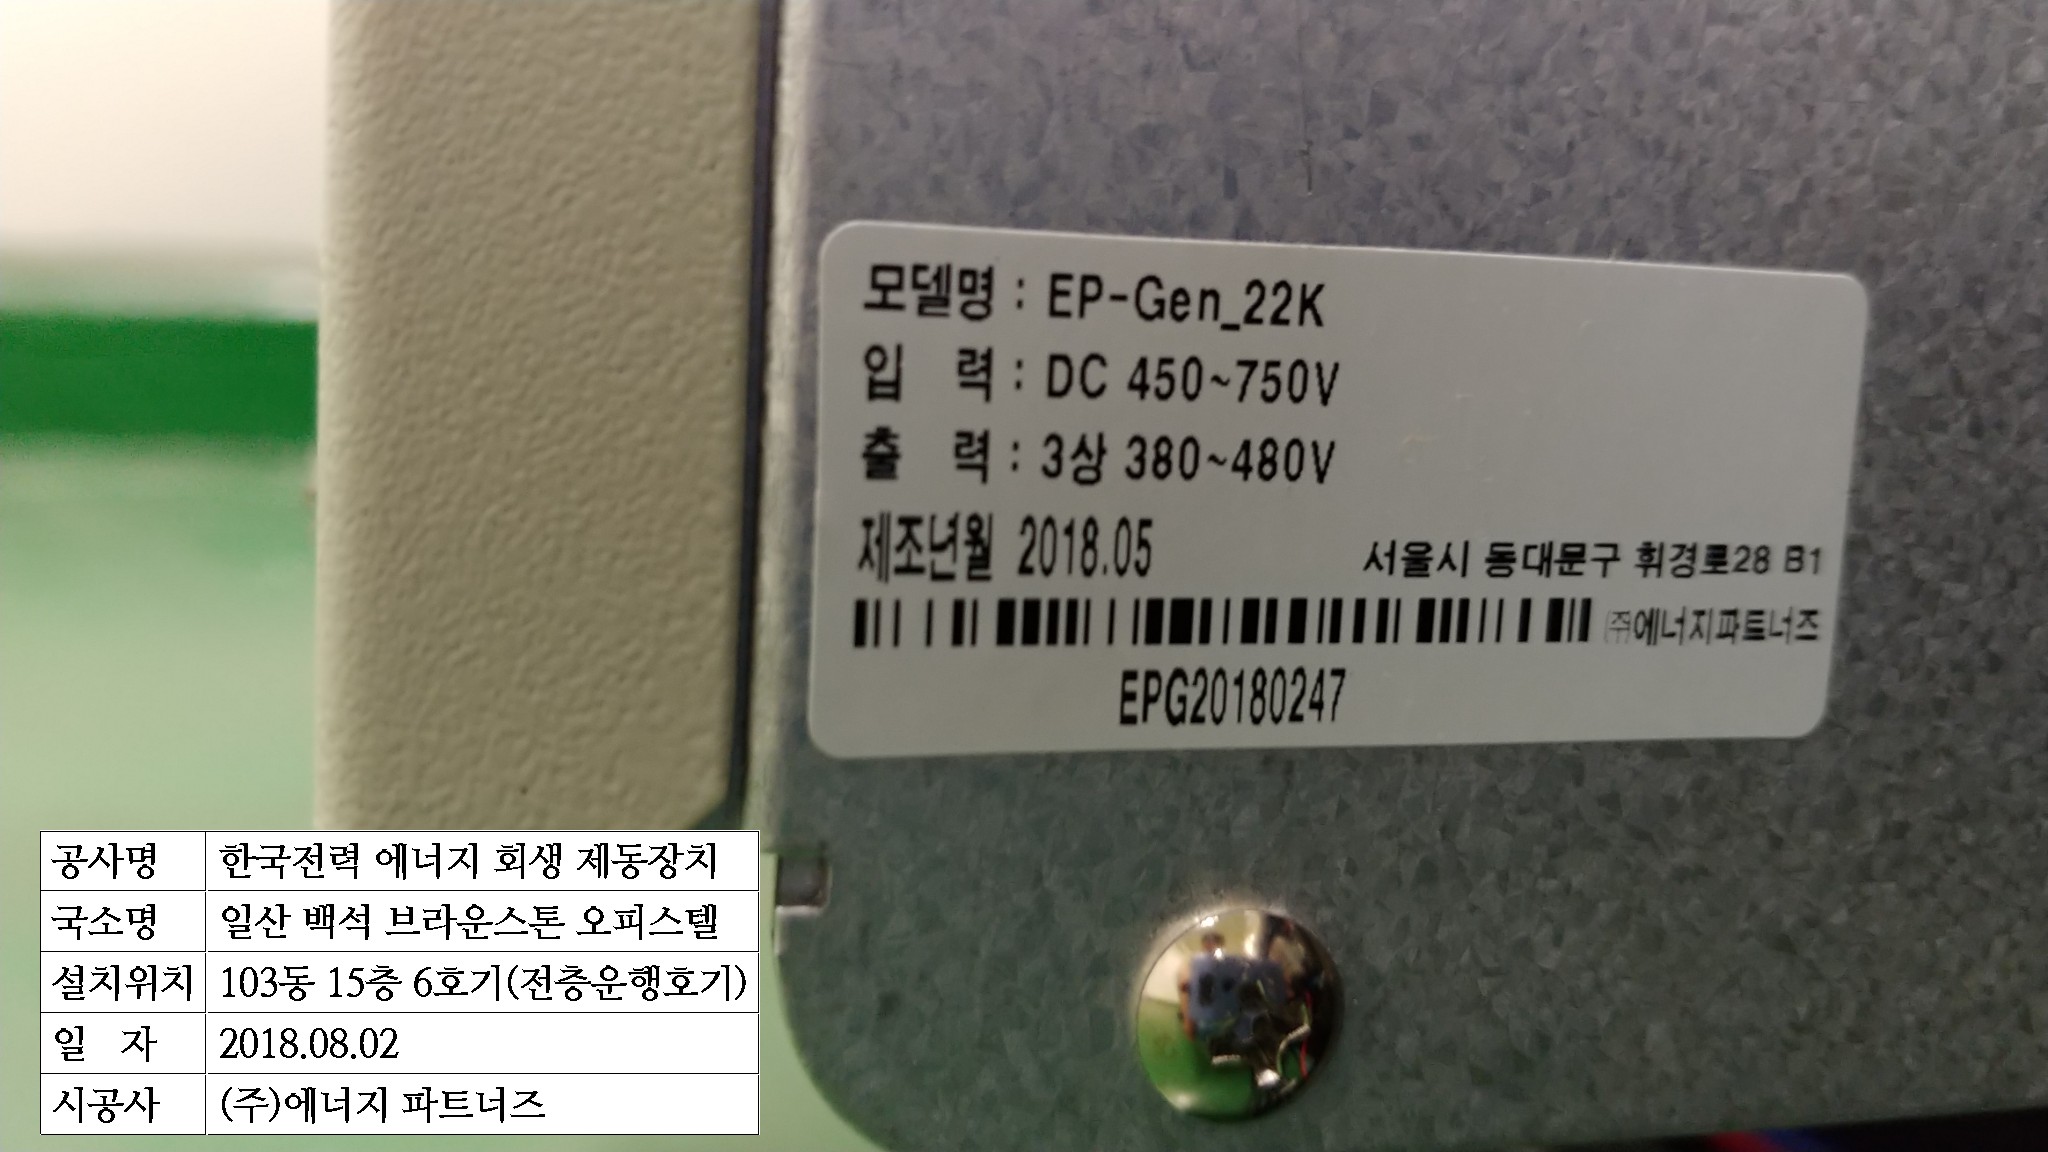 모델명 : EP-Gen_22K
입 력 : DC 450~750V
출 력 : 3상 380~480V
제조년월 2018.05
서울시 동대문구 휘경로28 B1
㈜에너지파트너즈
EPG20180247
공사명 한국전력 에너지 회생 제동장치
국소명 일산 백석 브라운스톤 오피스텔
설치위치 103동 15층 6호기(전층운행호기)
일 자 2018.08.02
시공사 (주)에너지 파트너즈